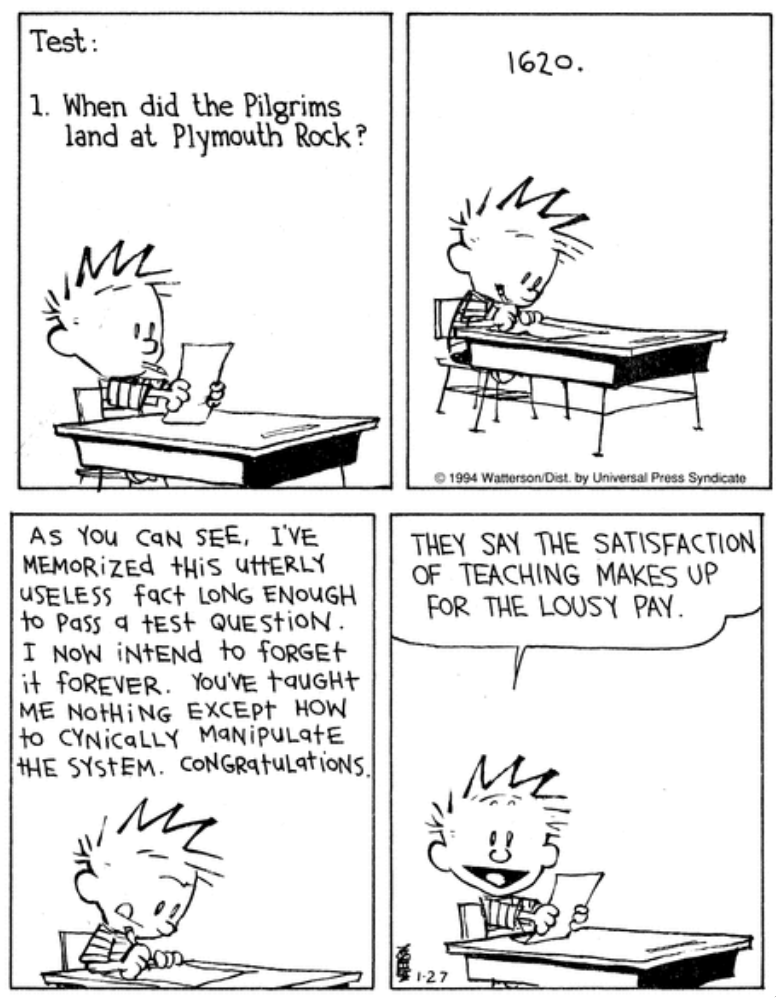 Test:
1. When did the Pilgrims
land at Plymouth Rock?
1620.
© 1994 Watterson/Dist. by Universal Press Syndicate
AS YOU CAN SEE, I'VE
MEMORIZED tHIS UttERLY
USELESS fact LONG ENOUGH
to Pass a tESt QUEStiON.
I NOW iNtENd to fORGEt
it fOREVER. YOU'VE taUGHt
ME NOtHiNG EXCEPt HOW
to CYNicaLLY MaNiPULatE
tHE SYStEM. CONGRatULatiONS.
THEY SAY THE SATISFACTION
OF TEACHING MAKES UP
FOR THE LOUSY PAY.
1·27